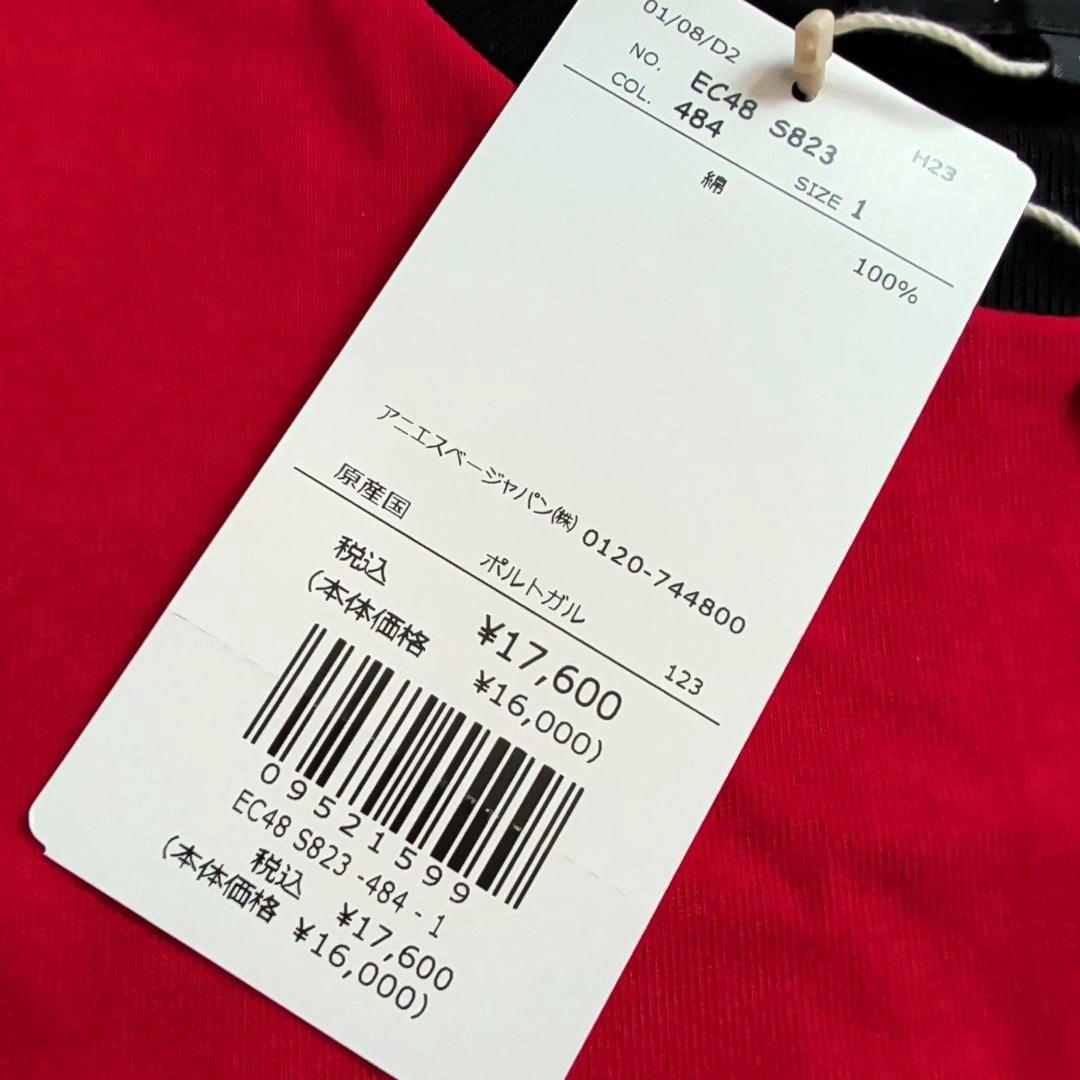 01/08/D2
NO. EC48 S823 H23
COL. 484 SIZE 1
綿 100%
アニエスベージャパン㈱ 0120-744800
原産国 ポルトガル 123
税込 ¥17,600
(本体価格 ¥16,000)
09521599
EC48 S823 -484 - 1
税込 ¥17,600
(本体価格 ¥16,000)